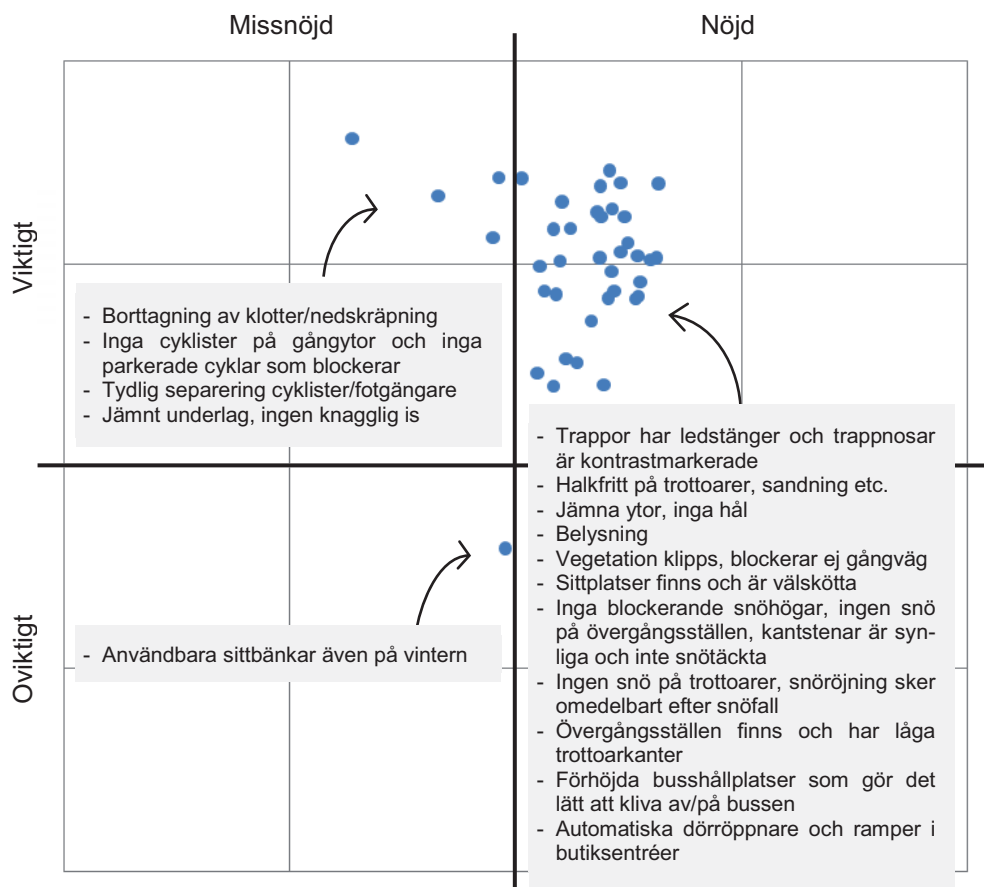 Missnöjd
Nöjd
Viktigt
- Borttagning av klotter/nedskräpning
- Inga cyklister på gångytor och inga
parkerade cyklar som blockerar
- Tydlig separering cyklister/fotgängare
- Jämnt underlag, ingen knagglig is
- Trappor har ledstänger och trappnosar
är kontrastmarkerade
- Halkfritt på trottoarer, sandning etc.
- Jämna ytor, inga hål
- Belysning
- Vegetation klipps, blockerar ej gångväg
- Sittplatser finns och är välskötta
- Inga blockerande snöhögar, ingen snö
på övergångsställen, kantstenar är syn-
liga och inte snötäckta
- Ingen snö på trottoarer, snöröjning sker
omedelbart efter snöfall
- Övergångsställen finns och har låga
trottoarkanter
- Förhöjda busshållplatser som gör det
lätt att kliva av/på bussen
- Automatiska dörröppnare och ramper i
butiksentréer
Oviktigt
- Användbara sittbänkar även på vintern